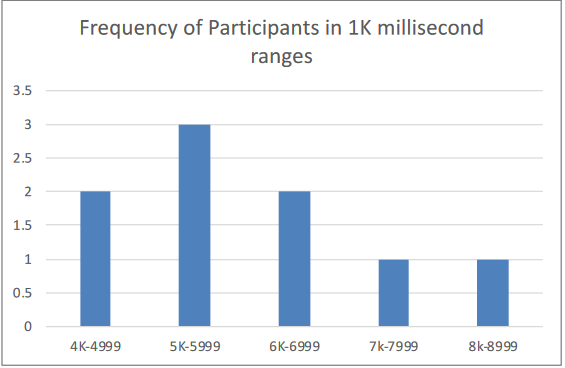 Frequency of Participants in 1K millisecond
ranges
3.5
3
2.5
2
1.5
1
0.5
0
4K-4999
5K-5999
6K-6999
7k-7999
8k-8999